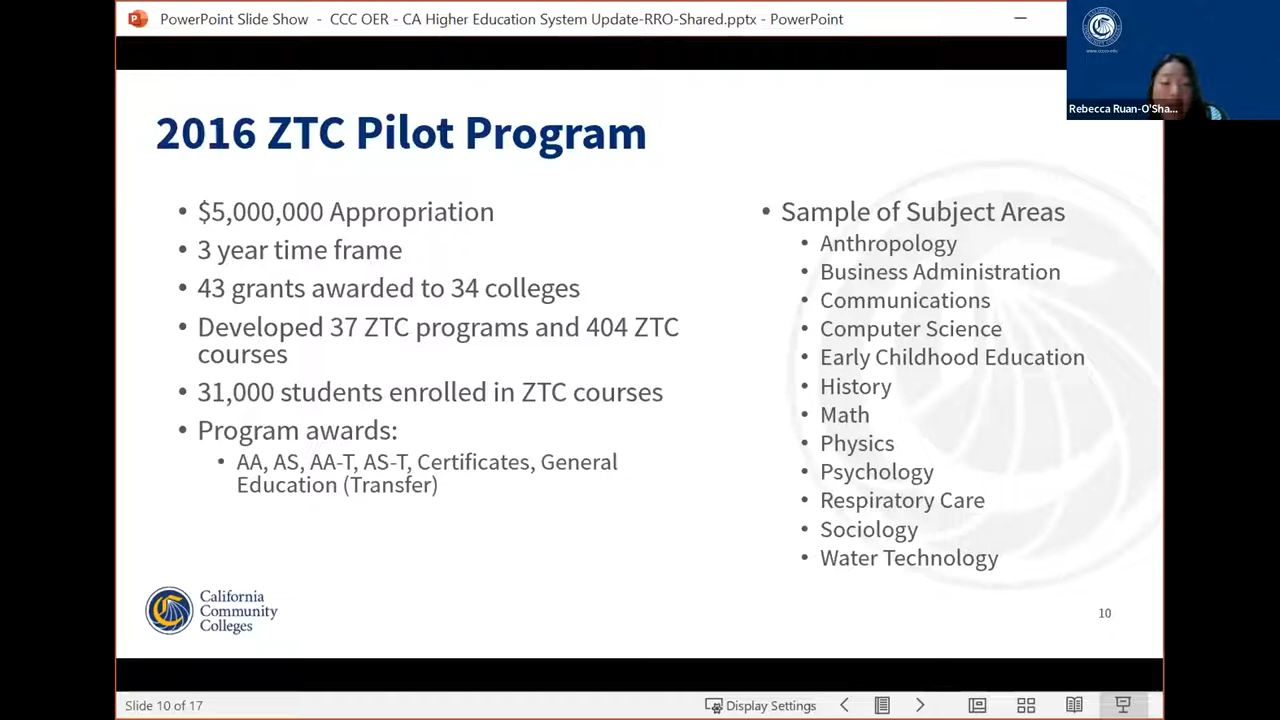 PowerPoint Slide Show - CCC OER - CA Higher Education System Update-RRO-Shared.pptx - PowerPoint
Rebecca Ruan-O'Sha...
2016 ZTC Pilot Program
• $5,000,000 Appropriation
• 3 year time frame
• 43 grants awarded to 34 colleges
• Developed 37 ZTC programs and 404 ZTC
courses
• 31,000 students enrolled in ZTC courses
• Program awards:
• AA, AS, AA-T, AS-T, Certificates, General
Education (Transfer)
• Sample of Subject Areas
• Anthropology
• Business Administration
• Communications
• Computer Science
• Early Childhood Education
• History
• Math
• Physics
• Psychology
• Respiratory Care
• Sociology
• Water Technology
California
Community
Colleges
10
Slide 10 of 17
Display Settings